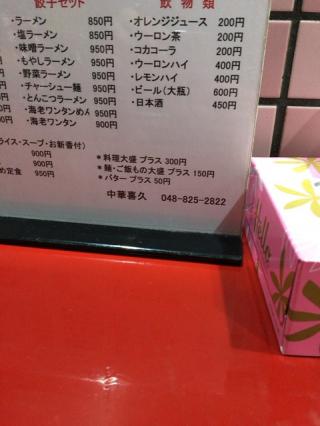 餃子セット
・ラーメン 850円
・塩ラーメン 850円
・味噌ラーメン 950円
・もやしラーメン 950円
・野菜ラーメン 950円
・チャーシュー麺 950円
・とんこつラーメン 950円
・海老ワンタンめん 950円
・海老ワンタン 900円
ライス・スープ・お新香付)
900円
900円
め定食 950円
飲物類
・オレンジジュース 200円
・ウーロン茶 200円
・コカコーラ 200円
・ウーロンハイ 400円
・レモンハイ 400円
・ビール(大瓶) 600円
・日本酒 450円
*料理大盛 プラス 300円
*麺・ご飯もの大盛 プラス 150円
*バター プラス 50円
中華喜久 048-825-2822